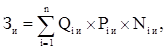 Зи = ∑ⁿᵢ₌₁ Qiи × Piи × Niи,